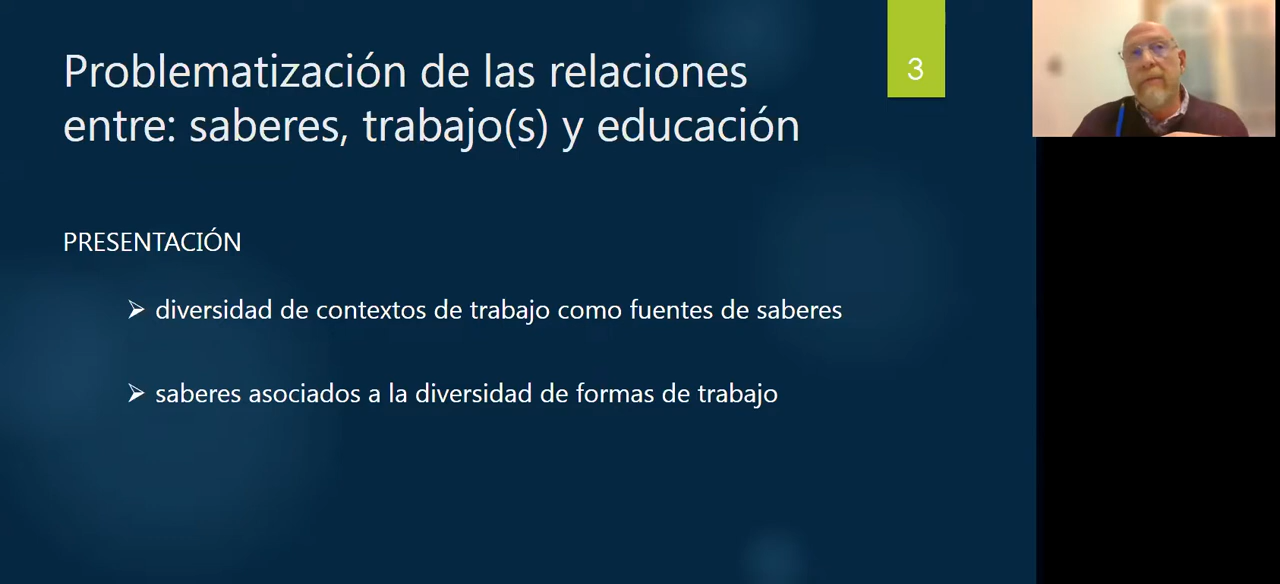 Problematización de las relaciones
entre: saberes, trabajo(s) y educación
3
PRESENTACIÓN
➢ diversidad de contextos de trabajo como fuentes de saberes
➢ saberes asociados a la diversidad de formas de trabajo